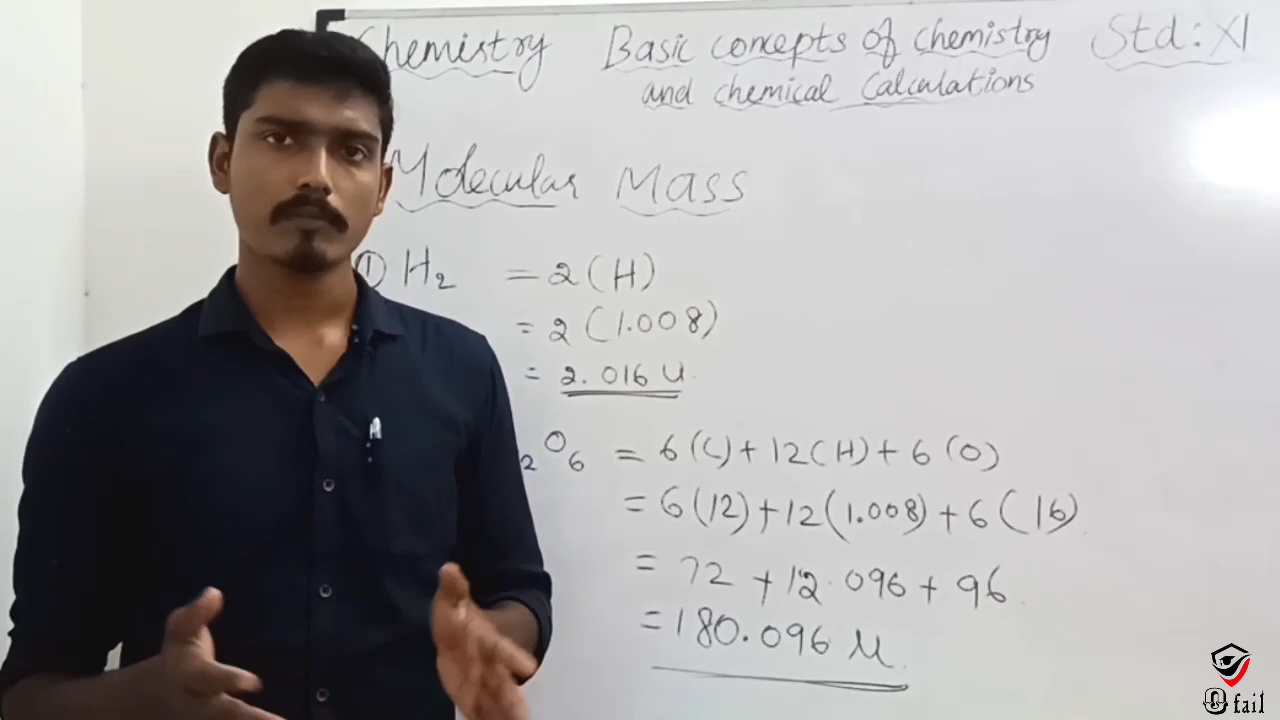 Chemistry Basic concepts of chemistry Std: XI
and chemical Calculations
Molecular Mass
① H₂ = 2(H)
= 2(1.008)
= 2.016 u
₂O₆ = 6(C)+12(H)+6(O)
= 6(12)+12(1.008)+6(16)
= 72+12.096+96
= 180.096 u
0 fail